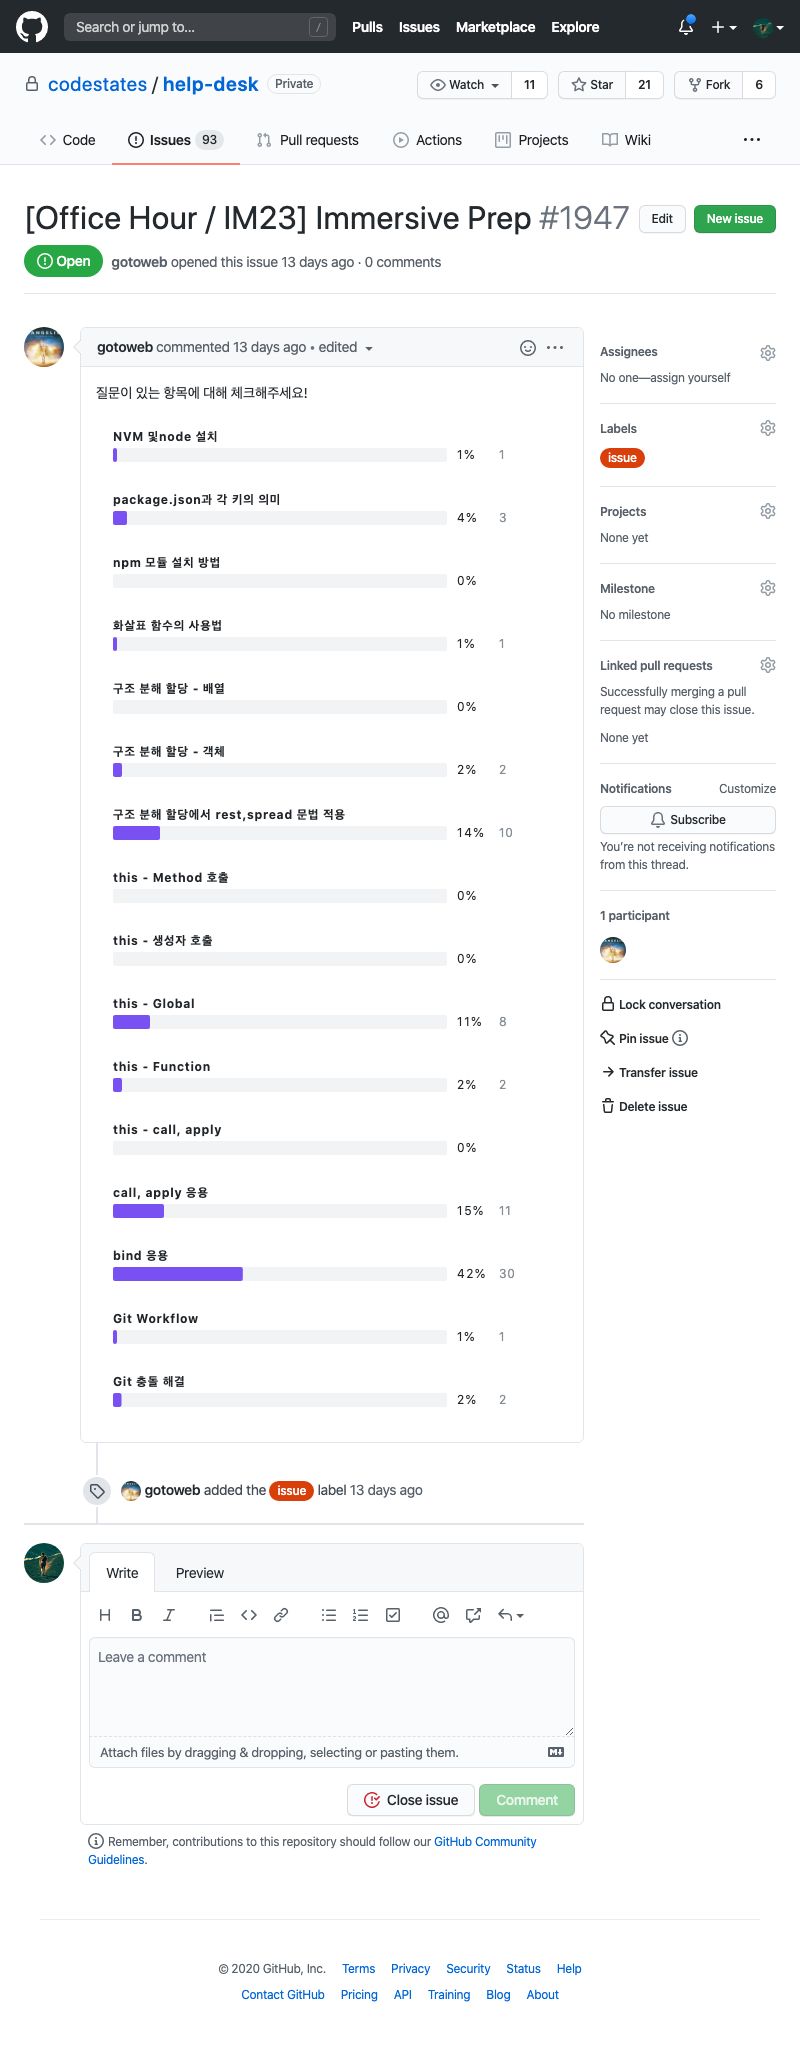 Search or jump to... /
Pulls Issues Marketplace Explore
codestates / help-desk Private
Watch 11 Star 21 Fork 6
Code Issues 93 Pull requests Actions Projects Wiki
[Office Hour / IM23] Immersive Prep #1947
Edit New issue
Open gotoweb opened this issue 13 days ago · 0 comments
gotoweb commented 13 days ago • edited
질문이 있는 항목에 대해 체크해주세요!
NVM 및node 설치
1% 1
package.json과 각 키의 의미
4% 3
npm 모듈 설치 방법
0%
화살표 함수의 사용법
1% 1
구조 분해 할당 - 배열
0%
구조 분해 할당 - 객체
2% 2
구조 분해 할당에서 rest,spread 문법 적용
14% 10
this - Method 호출
0%
this - 생성자 호출
0%
this - Global
11% 8
this - Function
2% 2
this - call, apply
0%
call, apply 응용
15% 11
bind 응용
42% 30
Git Workflow
1% 1
Git 충돌 해결
2% 2
Assignees
No one—assign yourself
Labels
issue
Projects
None yet
Milestone
No milestone
Linked pull requests
Successfully merging a pull
request may close this issue.
None yet
Notifications Customize
Subscribe
You're not receiving notifications
from this thread.
1 participant
Lock conversation
Pin issue
Transfer issue
Delete issue
gotoweb added the issue label 13 days ago
Write Preview
Leave a comment
Attach files by dragging & dropping, selecting or pasting them.
Close issue Comment
Remember, contributions to this repository should follow our GitHub Community
Guidelines.
© 2020 GitHub, Inc. Terms Privacy Security Status Help
Contact GitHub Pricing API Training Blog About